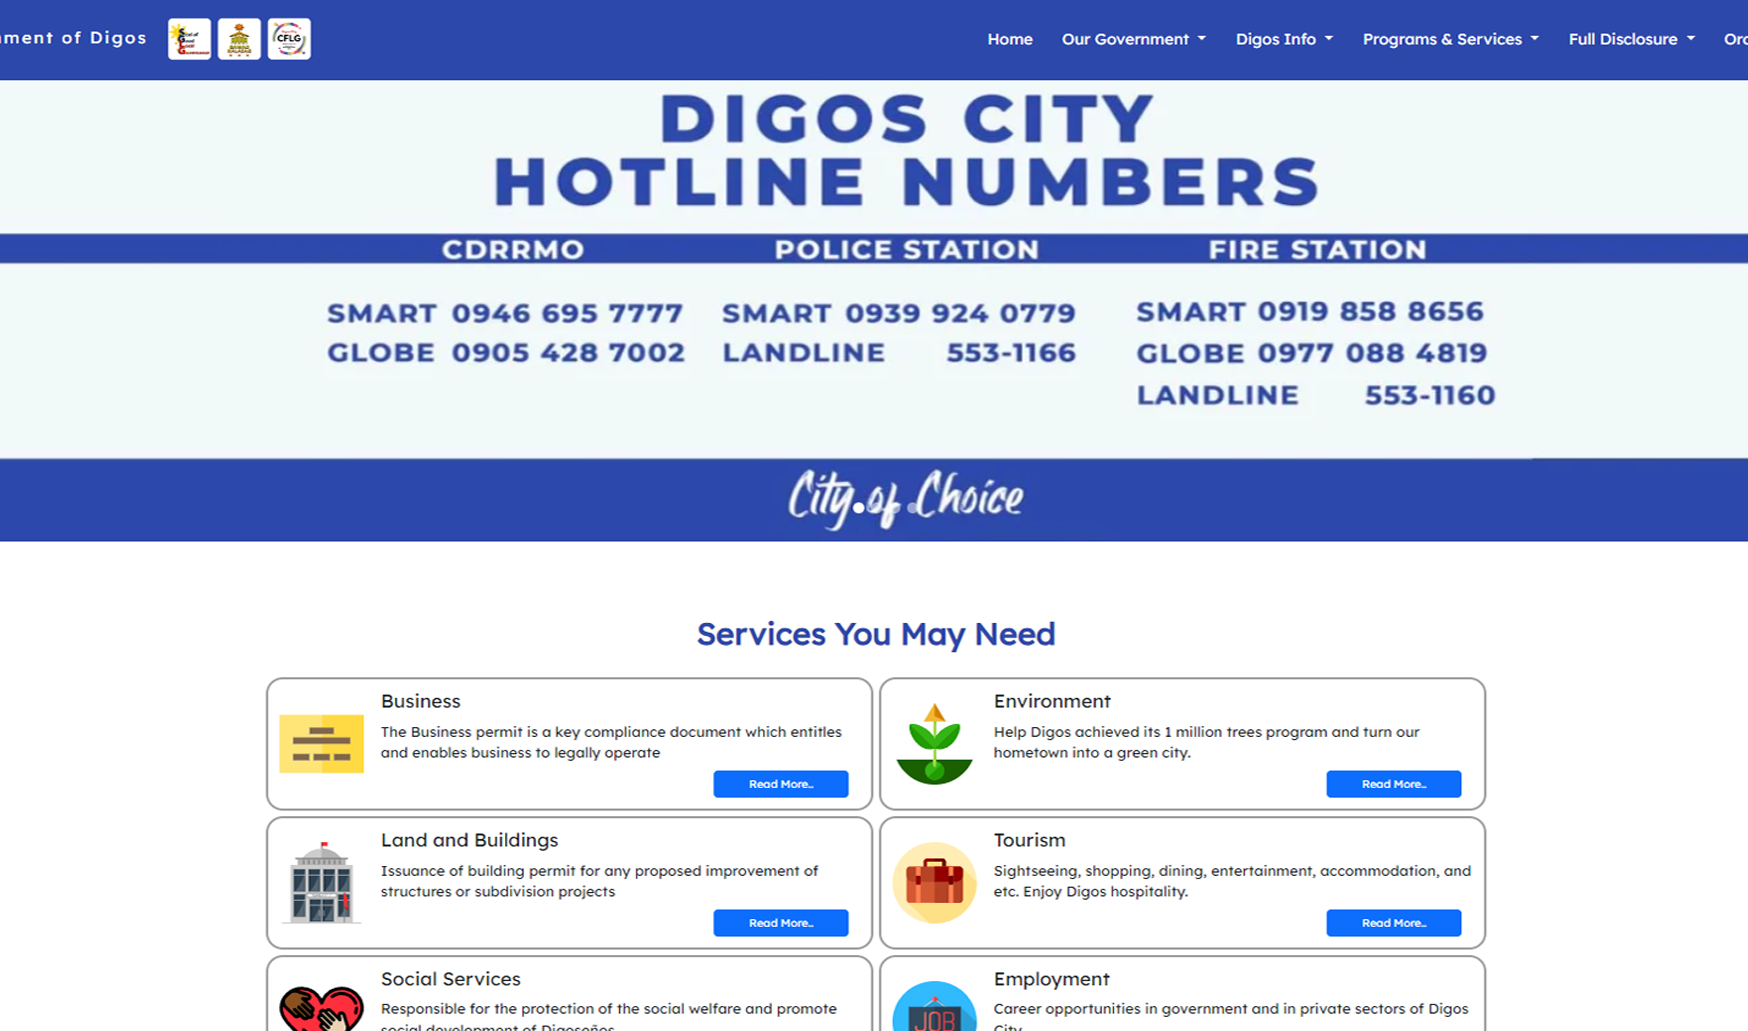 ment of Digos
CFLG
Home Our Government Digos Info Programs & Services Full Disclosure
DIGOS CITY
HOTLINE NUMBERS
CDRRMO POLICE STATION FIRE STATION
SMART 0946 695 7777 SMART 0939 924 0779 SMART 0919 858 8656
GLOBE 0905 428 7002 LANDLINE 553-1166 GLOBE 0977 088 4819
LANDLINE 553-1160
City of Choice
Services You May Need
Business
The Business permit is a key compliance document which entitles
and enables business to legally operate
Read More..
Environment
Help Digos achieved its 1 million trees program and turn our
hometown into a green city.
Read More..
Land and Buildings
Issuance of building permit for any proposed improvement of
structures or subdivision projects
Read More..
Tourism
Sightseeing, shopping, dining, entertainment, accommodation, and
etc. Enjoy Digos hospitality.
Read More..
Social Services
Responsible for the protection of the social welfare and promote
social development of Digoseños
Employment
JOB
Career opportunities in government and in private sectors of Digos
City